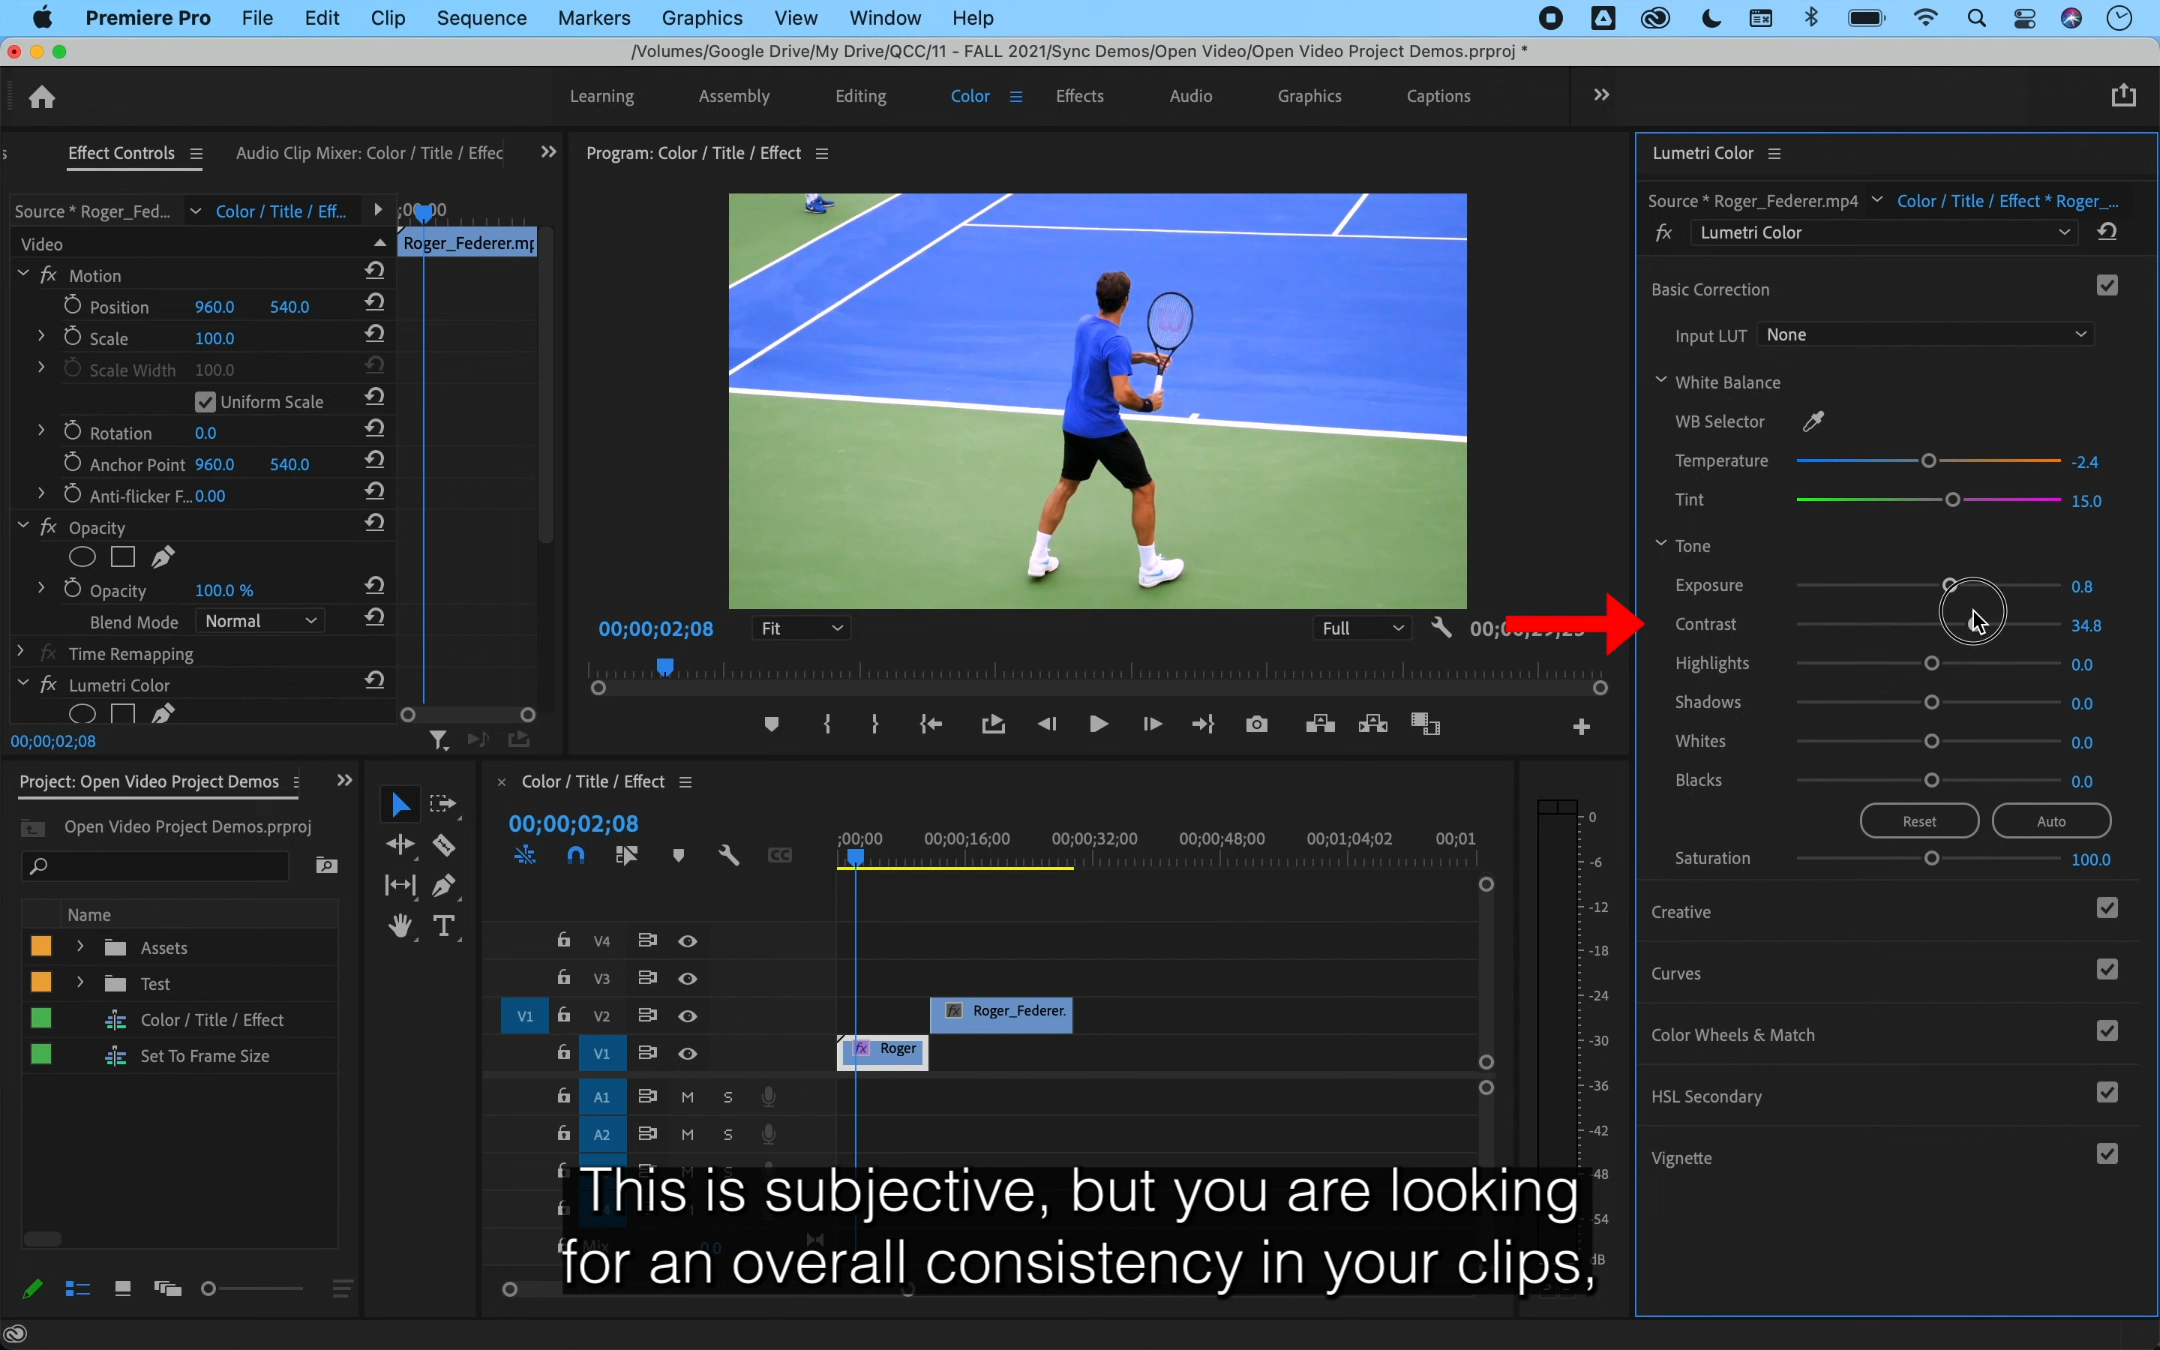 Premiere Pro File Edit Clip Sequence Markers Graphics View Window Help
/Volumes/Google Drive/My Drive/QCC/11 - FALL 2021/Sync Demos/Open Video/Open Video Project Demos.prproj *
Learning Assembly Editing Color Effects Audio Graphics Captions
Effect Controls Audio Clip Mixer: Color / Title / Effec
Source * Roger_Fed... Color / Title / Eff...
Video
Roger_Federer.mp
fx Motion
Position 960.0 540.0
Scale 100.0
Scale Width 100.0
Uniform Scale
Rotation 0.0
Anchor Point 960.0 540.0
Anti-flicker F... 0.00
fx Opacity
Opacity 100.0 %
Blend Mode Normal
fx Time Remapping
fx Lumetri Color
00;00;02;08
Program: Color / Title / Effect
00;00;02;08 Fit Full
Lumetri Color
Source * Roger_Federer.mp4 Color / Title / Effect * Roger_...
fx Lumetri Color
Basic Correction
Input LUT None
White Balance
WB Selector
Temperature -2.4
Tint 15.0
Tone
Exposure 0.8
Contrast 34.8
Highlights 0.0
Shadows 0.0
Whites 0.0
Blacks 0.0
Reset Auto
Saturation 100.0
Creative
Curves
Color Wheels & Match
HSL Secondary
Vignette
Project: Open Video Project Demos
Open Video Project Demos.prproj
Name
Assets
Test
Color / Title / Effect
Set To Frame Size
Color / Title / Effect
00;00;02;08
;00;00 00;00;16;00 00;00;32;00 00;00;48;00 00;01;04;02 00;01
V4
V3
V1 V2 fx Roger_Federer.
V1 fx Roger
A1 M S
A2 M S
0
-6
-12
-18
-24
-30
-36
-42
48
54
dB
This is subjective, but you are looking
for an overall consistency in your clips,